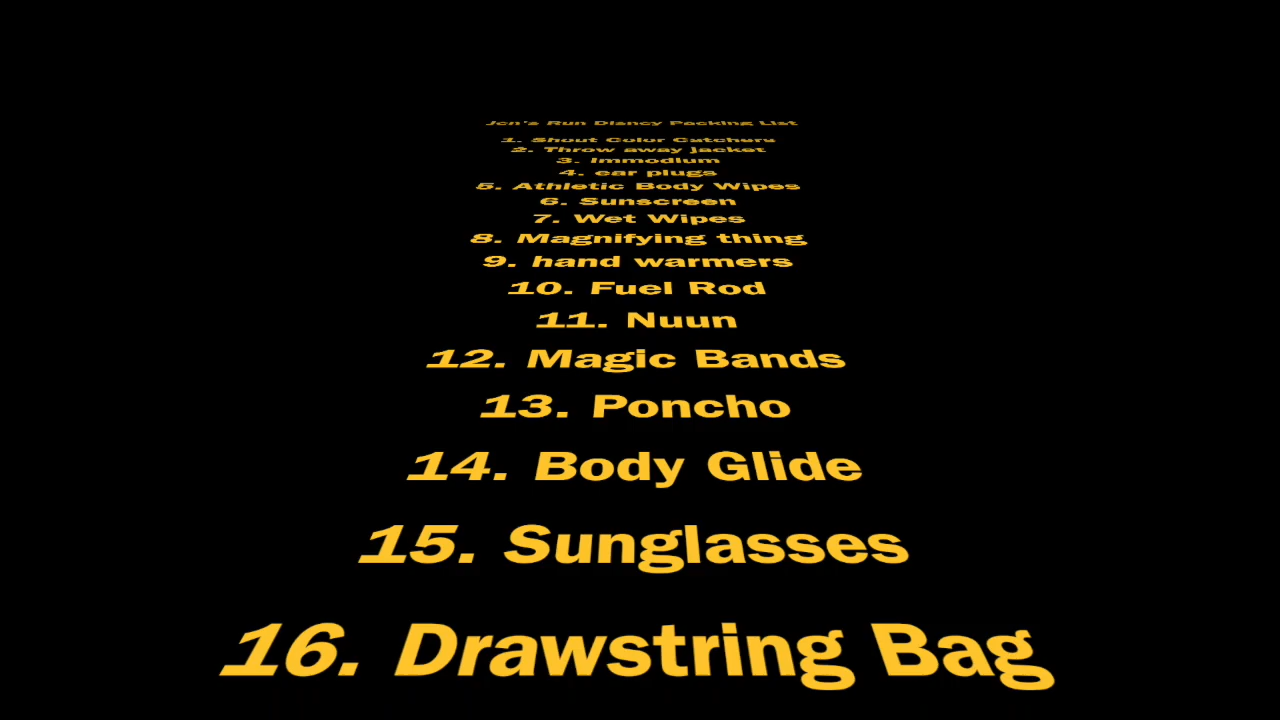 Jen's Run Disney Packing List
1. Shout Color Catchers
2. Throw away jacket
3. Immodium
4. ear plugs
5. Athletic Body Wipes
6. Sunscreen
7. Wet Wipes
8. Magnifying thing
9. hand warmers
10. Fuel Rod
11. Nuun
12. Magic Bands
13. Poncho
14. Body Glide
15. Sunglasses
16. Drawstring Bag